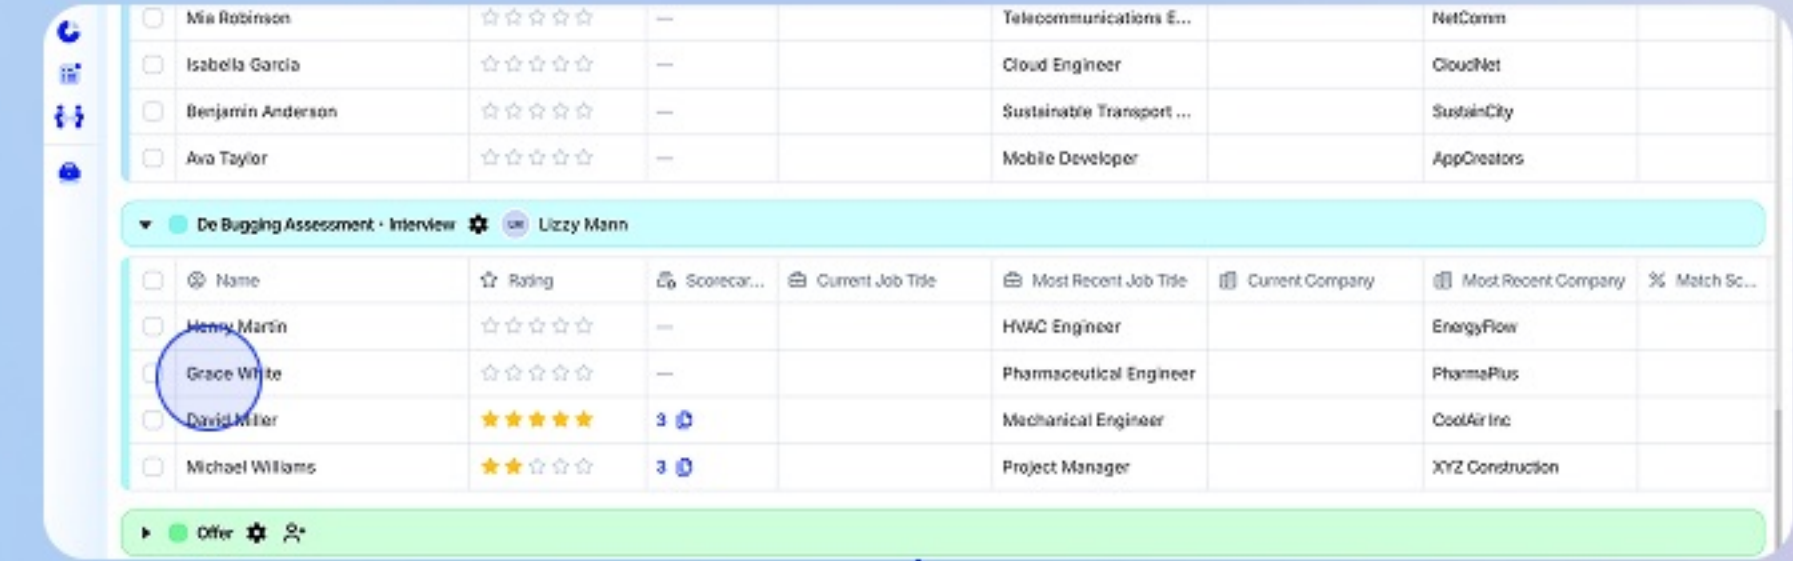 Mia Robinson — Telecommunications E... NetComm
Isabella Garcia — Cloud Engineer CloudNet
Benjamin Anderson — Sustainable Transport ... SustainCity
Ava Taylor — Mobile Developer AppCreators
De Bugging Assessment · Interview LM Lizzy Mann
Name Rating Scorecar... Current Job Title Most Recent Job Title Current Company Most Recent Company Match Sc...
Henry Martin — HVAC Engineer EnergyFlow
Grace White — Pharmaceutical Engineer PharmaPlus
David Miller 3 Mechanical Engineer CoolAir Inc
Michael Williams 3 Project Manager XYZ Construction
Offer